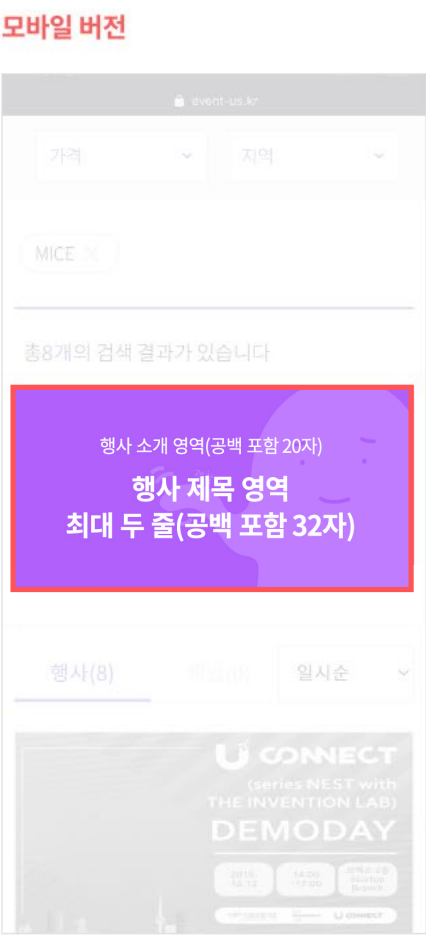 모바일 버전
event-us.kr
가격
지역
MICE ×
총8개의 검색 결과가 있습니다
행사 소개 영역(공백 포함 20자)
행사 제목 영역
최대 두 줄(공백 포함 32자)
행사(8)
일시순
U CONNECT
(series NEST with
THE INVENTION LAB)
DEMODAY
U CONNECT